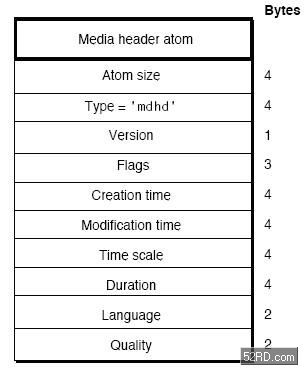 Bytes
Media header atom
Atom size 4
Type = 'mdhd' 4
Version 1
Flags 3
Creation time 4
Modification time 4
Time scale 4
Duration 4
Language 2
Quality 2
52RD.com